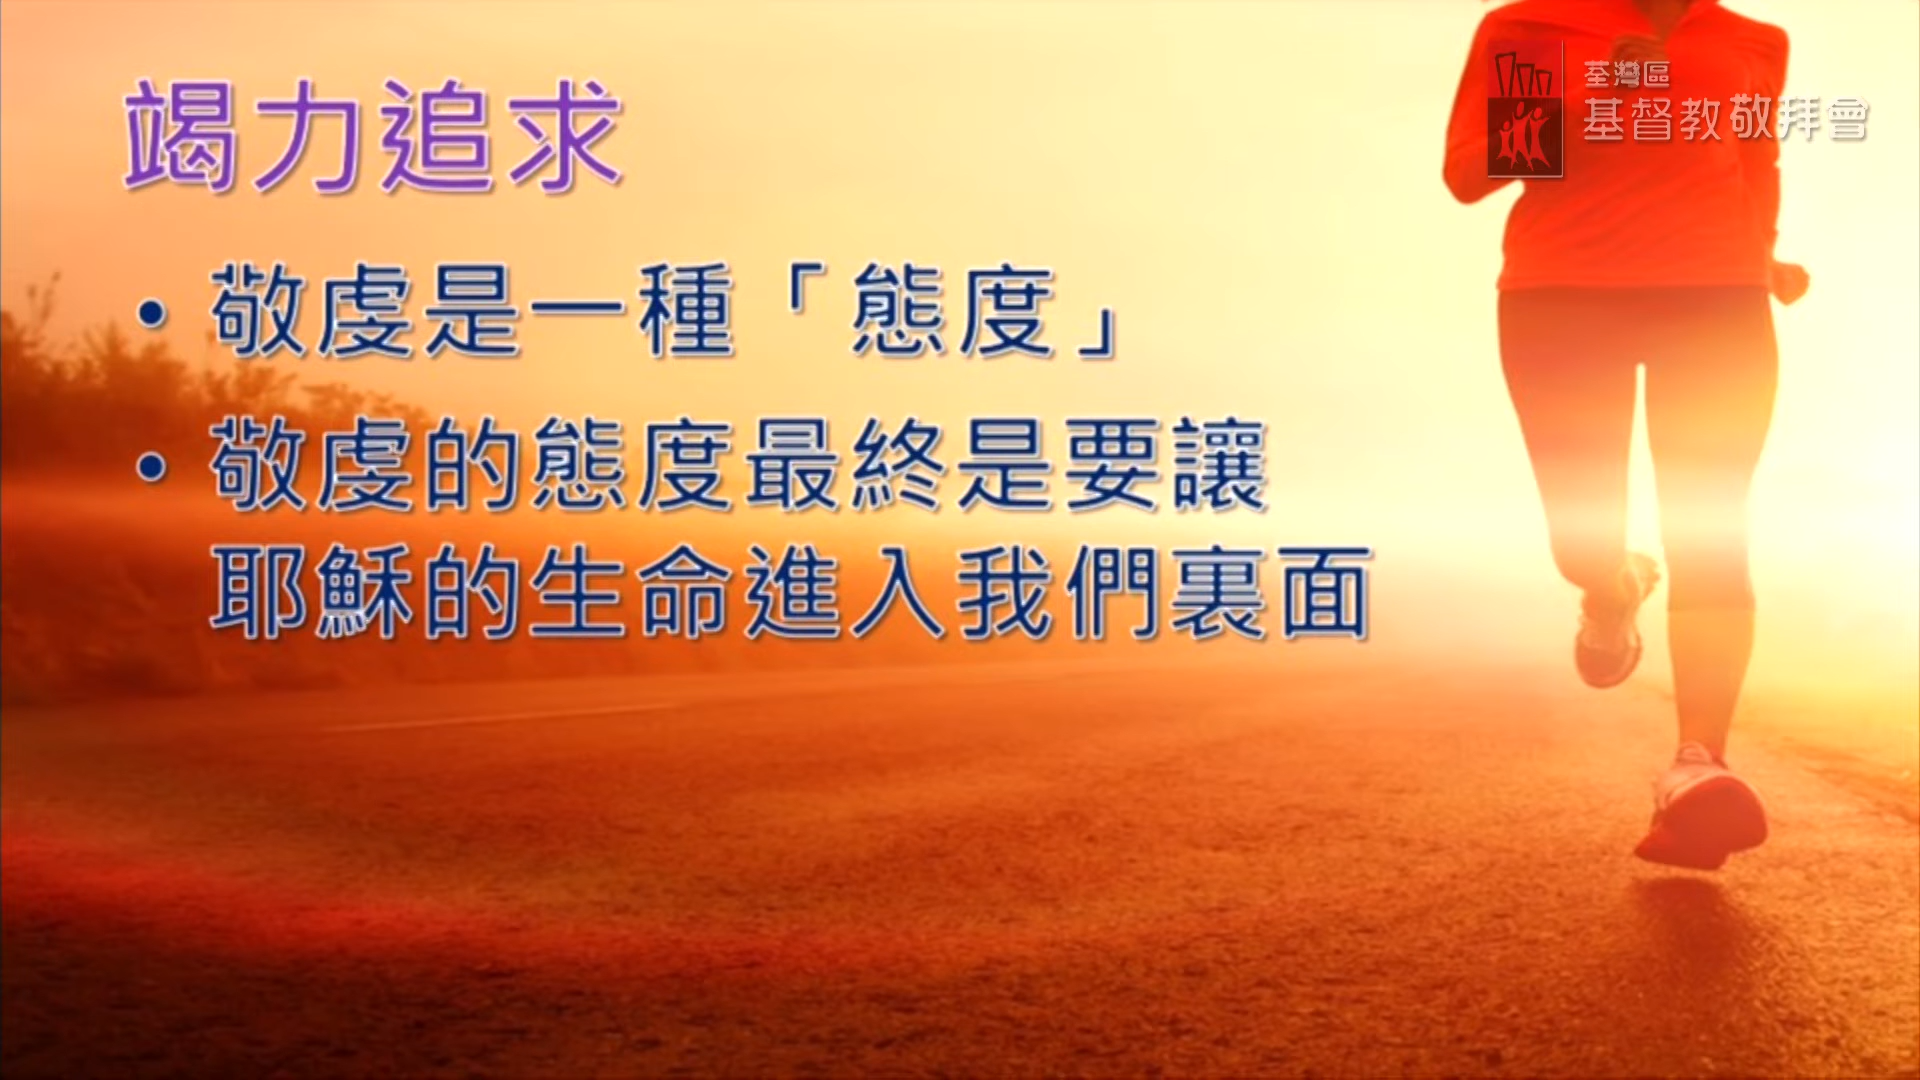 竭力追求
• 敬虔是一種「態度」
• 敬虔的態度最終是要讓
耶穌的生命進入我們裏面
荃灣區
基督教敬拜會